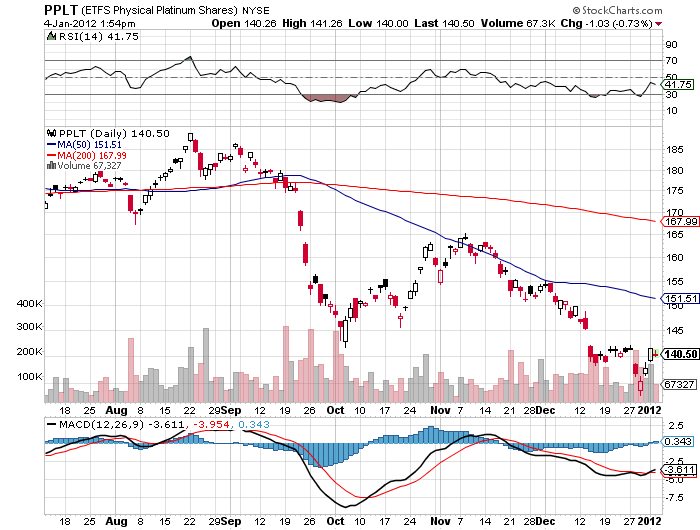 PPLT (ETFS Physical Platinum Shares) NYSE © StockCharts.com
4-Jan-2012 1:54pm Open 140.26 High 141.26 Low 140.00 Last 140.50 Volume 67.3K Chg -1.03 (-0.73%)
RSI(14) 41.75
90
70
50
41.75
30
10
PPLT (Daily) 140.50
MA(50) 151.51
MA(200) 167.99
Volume 67,327
185
180
175
170
167.99
165
160
155
151.51
150
145
140.50
67327
400K
300K
200K
100K
18 25 Aug 8 15 22 29 Sep 12 19 26 Oct 10 17 24 Nov 7 14 21 28 Dec 12 19 27 2012
MACD(12,26,9) -3.611, -3.954, 0.343
2.5
0.343
-2.5
-3.611
-5.0
-7.5
18 25 Aug 8 15 22 29 Sep 12 19 26 Oct 10 17 24 Nov 7 14 21 28 Dec 12 19 27 2012